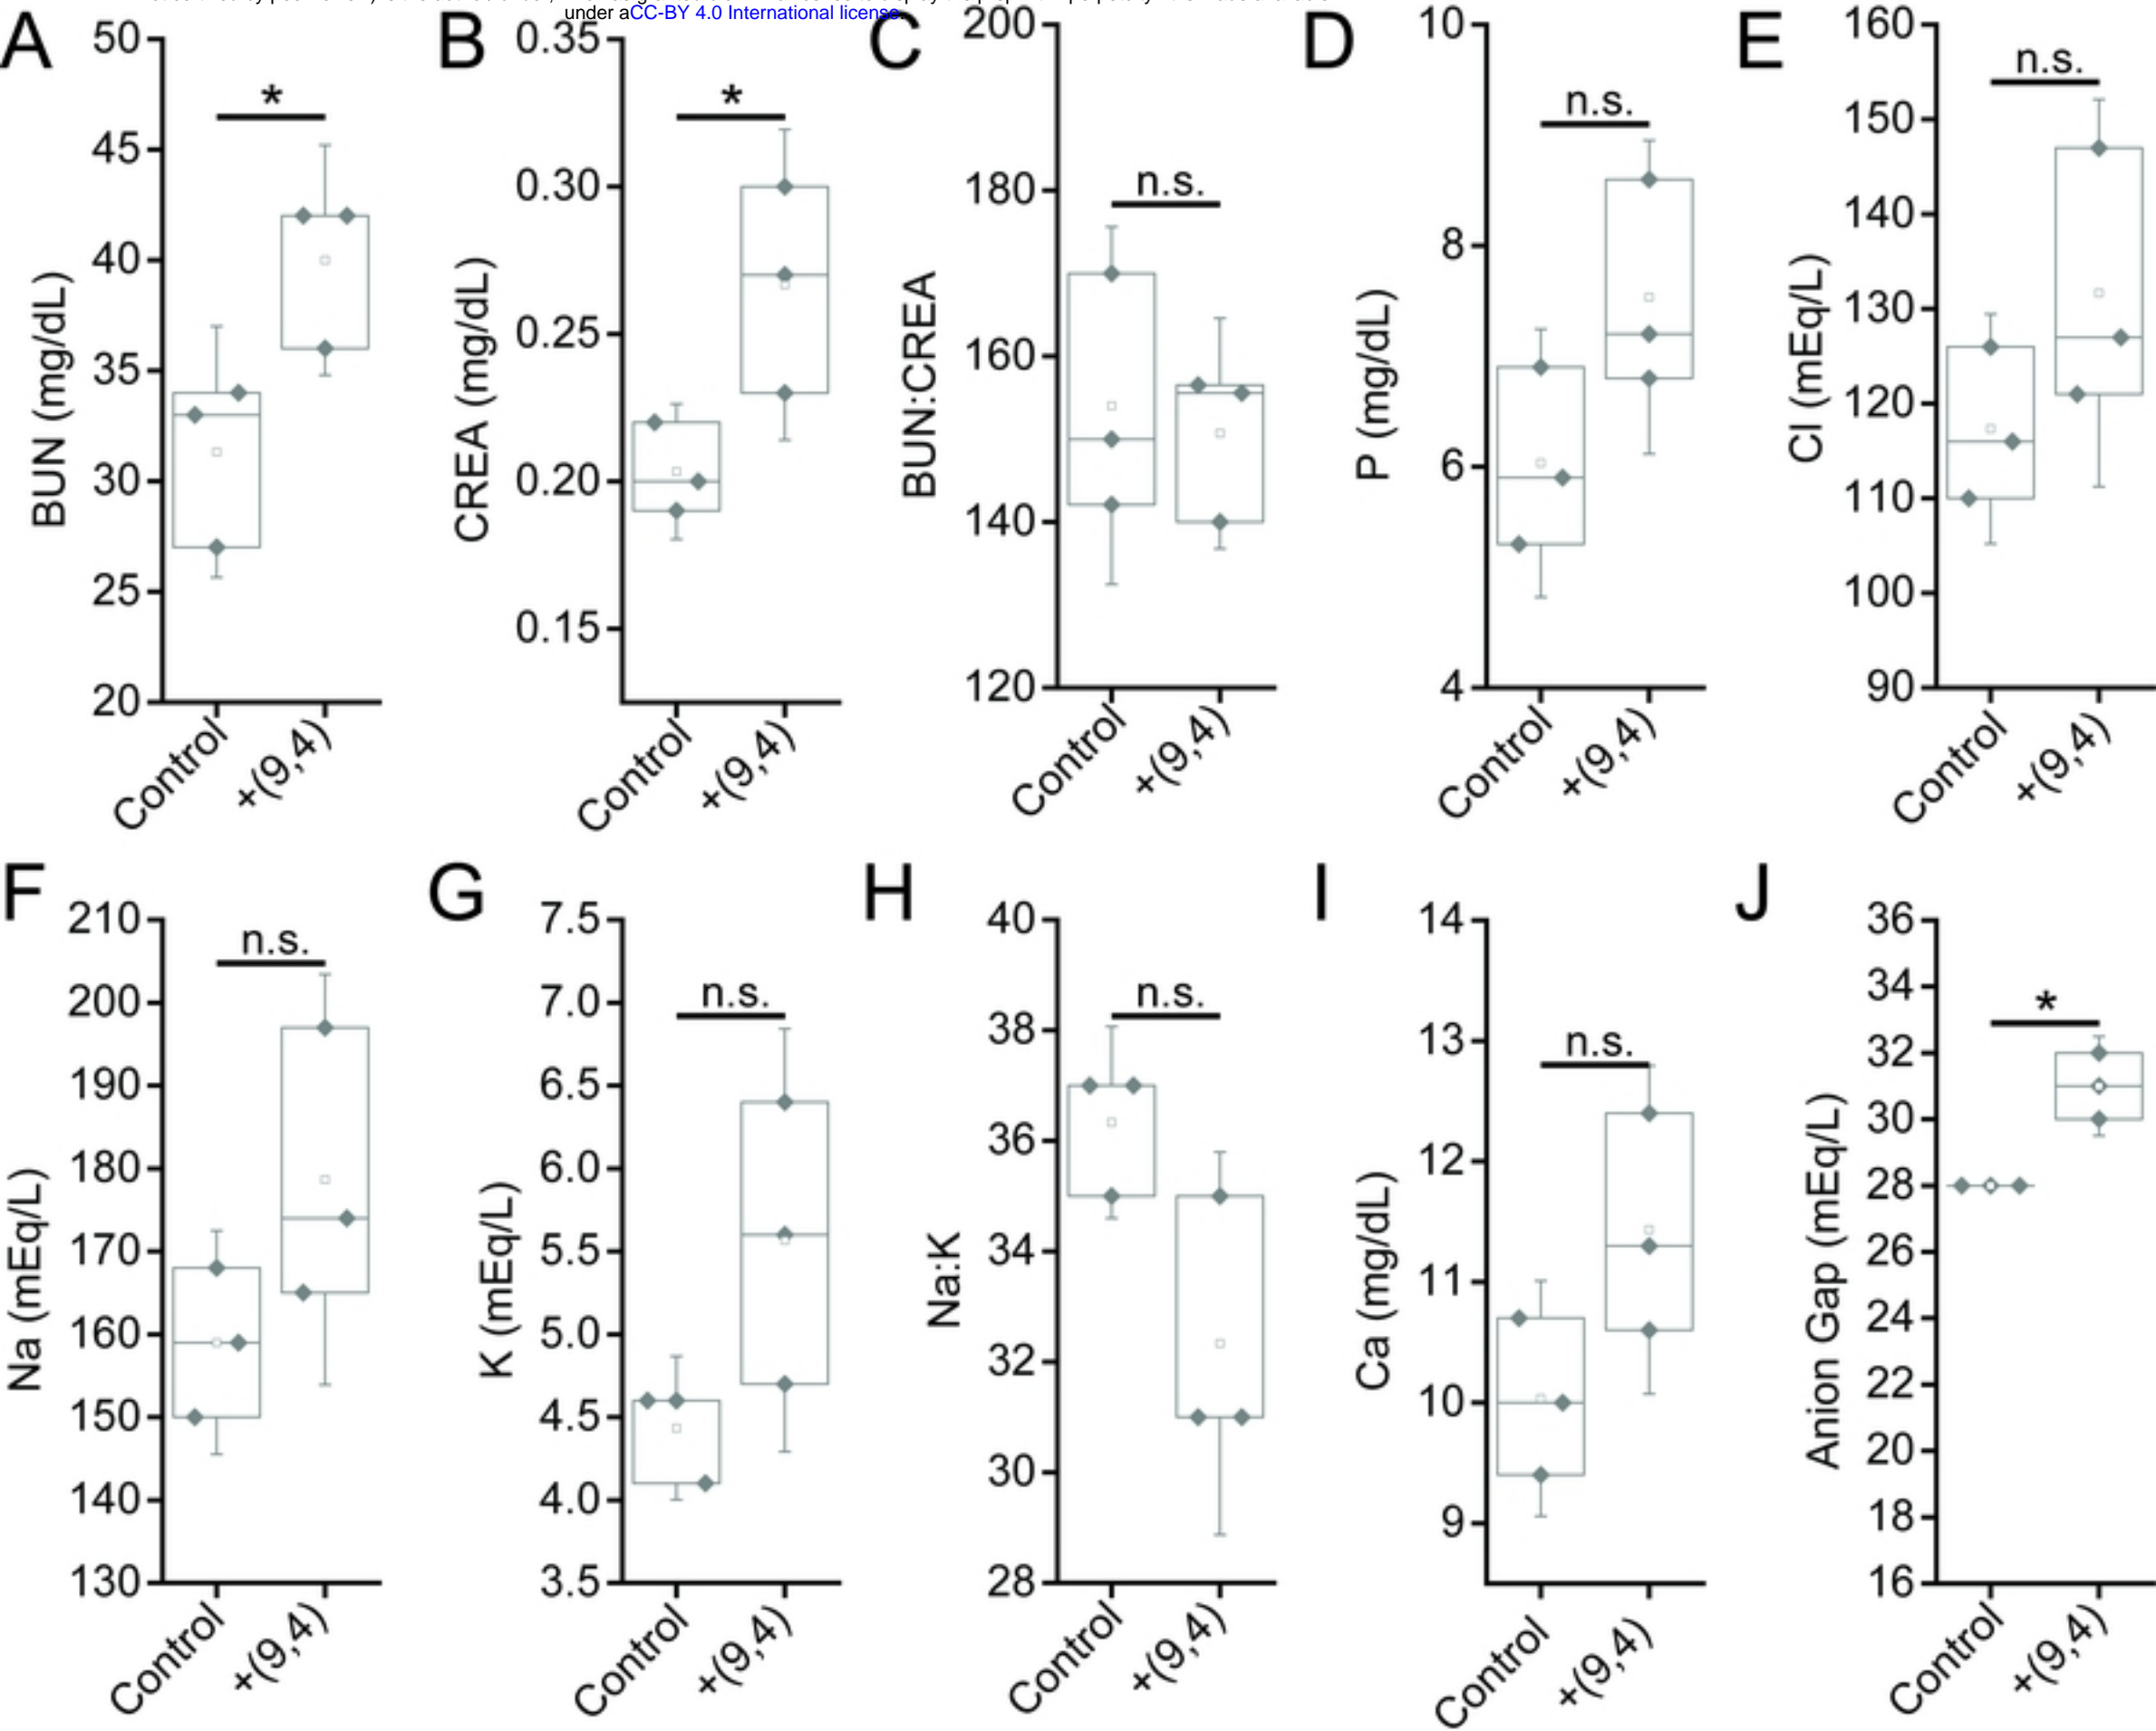 under aCC-BY 4.0 International license.
A
50
45
40
35
30
25
20
BUN (mg/dL)
*
Control
+(9,4)
B
0.35
0.30
0.25
0.20
0.15
CREA (mg/dL)
*
Control
+(9,4)
C
200
180
160
140
120
BUN:CREA
n.s.
Control
+(9,4)
D
10
8
6
4
P (mg/dL)
n.s.
Control
+(9,4)
E
160
150
140
130
120
110
100
90
Cl (mEq/L)
n.s.
Control
+(9,4)
F
210
200
190
180
170
160
150
140
130
Na (mEq/L)
n.s.
Control
+(9,4)
G
7.5
7.0
6.5
6.0
5.5
5.0
4.5
4.0
3.5
K (mEq/L)
n.s.
Control
+(9,4)
H
40
38
36
34
32
30
28
Na:K
n.s.
Control
+(9,4)
I
14
13
12
11
10
9
Ca (mg/dL)
n.s.
Control
+(9,4)
J
36
34
32
30
28
26
24
22
20
18
16
Anion Gap (mEq/L)
*
Control
+(9,4)